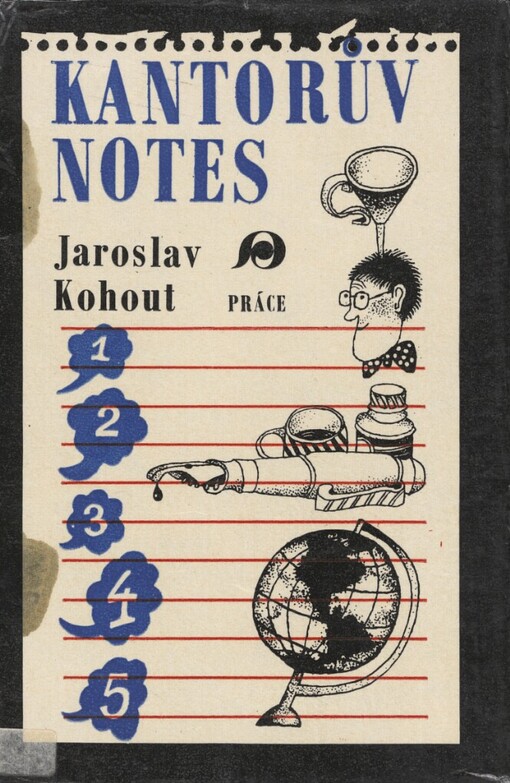 KANTORŮV
NOTES
Jaroslav
Kohout
PRÁCE
1
2
3
4
5